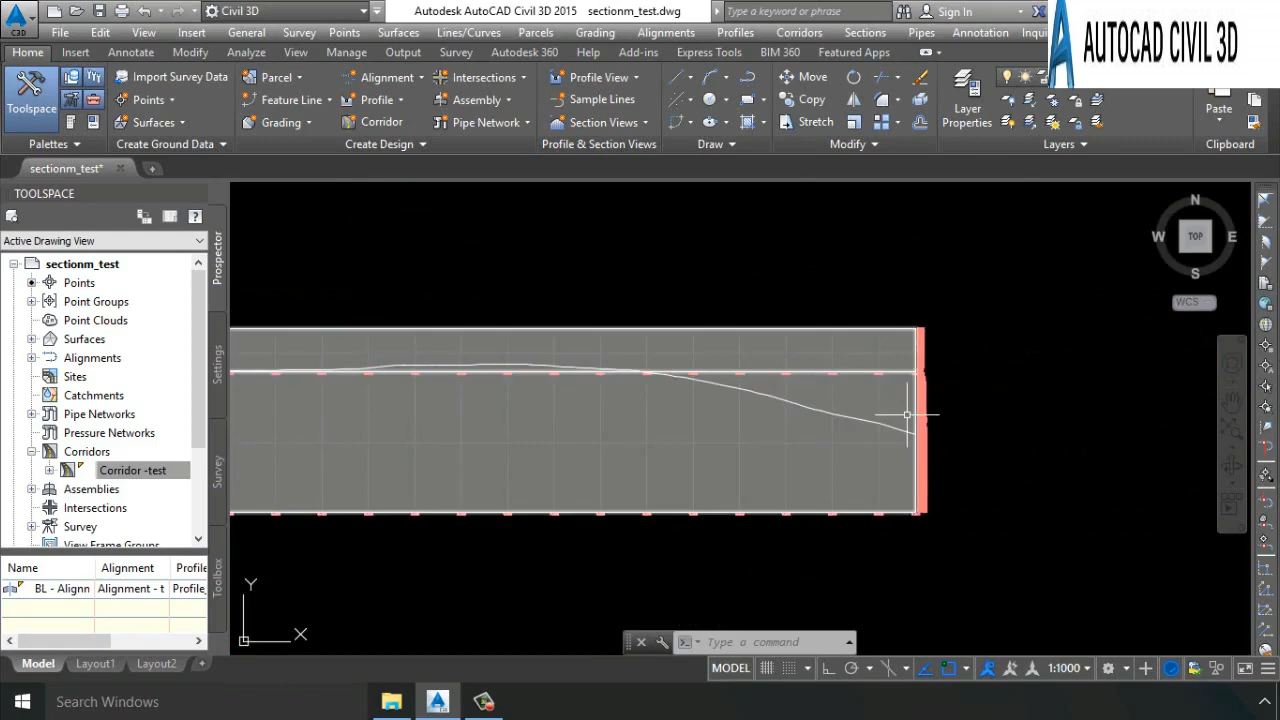 Civil 3D
Autodesk AutoCAD Civil 3D 2015 sectionm_test.dwg
Type a keyword or phrase
Sign In
C3D
File Edit View Insert General Survey Points Surfaces Lines/Curves Parcels Grading Alignments Profiles Corridors Sections Pipes Annotation Inqui
AUTOCAD CIVIL 3D
Home Insert Annotate Modify Analyze View Manage Output Survey Autodesk 360 Help Add-ins Express Tools BIM 360 Featured Apps
Toolspace
Import Survey Data
Points
Surfaces
Parcel
Feature Line
Grading
Alignment
Profile
Corridor
Intersections
Assembly
Pipe Network
Profile View
Sample Lines
Section Views
Move
Copy
Stretch
Layer
Properties
Paste
Palettes Create Ground Data Create Design Profile & Section Views Draw Modify Layers Clipboard
sectionm_test*
TOOLSPACE
Active Drawing View
sectionm_test
Points
Point Groups
Point Clouds
Surfaces
Alignments
Sites
Catchments
Pipe Networks
Pressure Networks
Corridors
Corridor -test
Assemblies
Intersections
Survey
View Frame Groups
Prospector
Settings
Survey
Toolbox
Name Alignment Profile
BL - Alignn Alignment - t Profile_
N
W TOP E
S
WCS
Y
X
Type a command
Model Layout1 Layout2 +
MODEL 1:1000
Search Windows